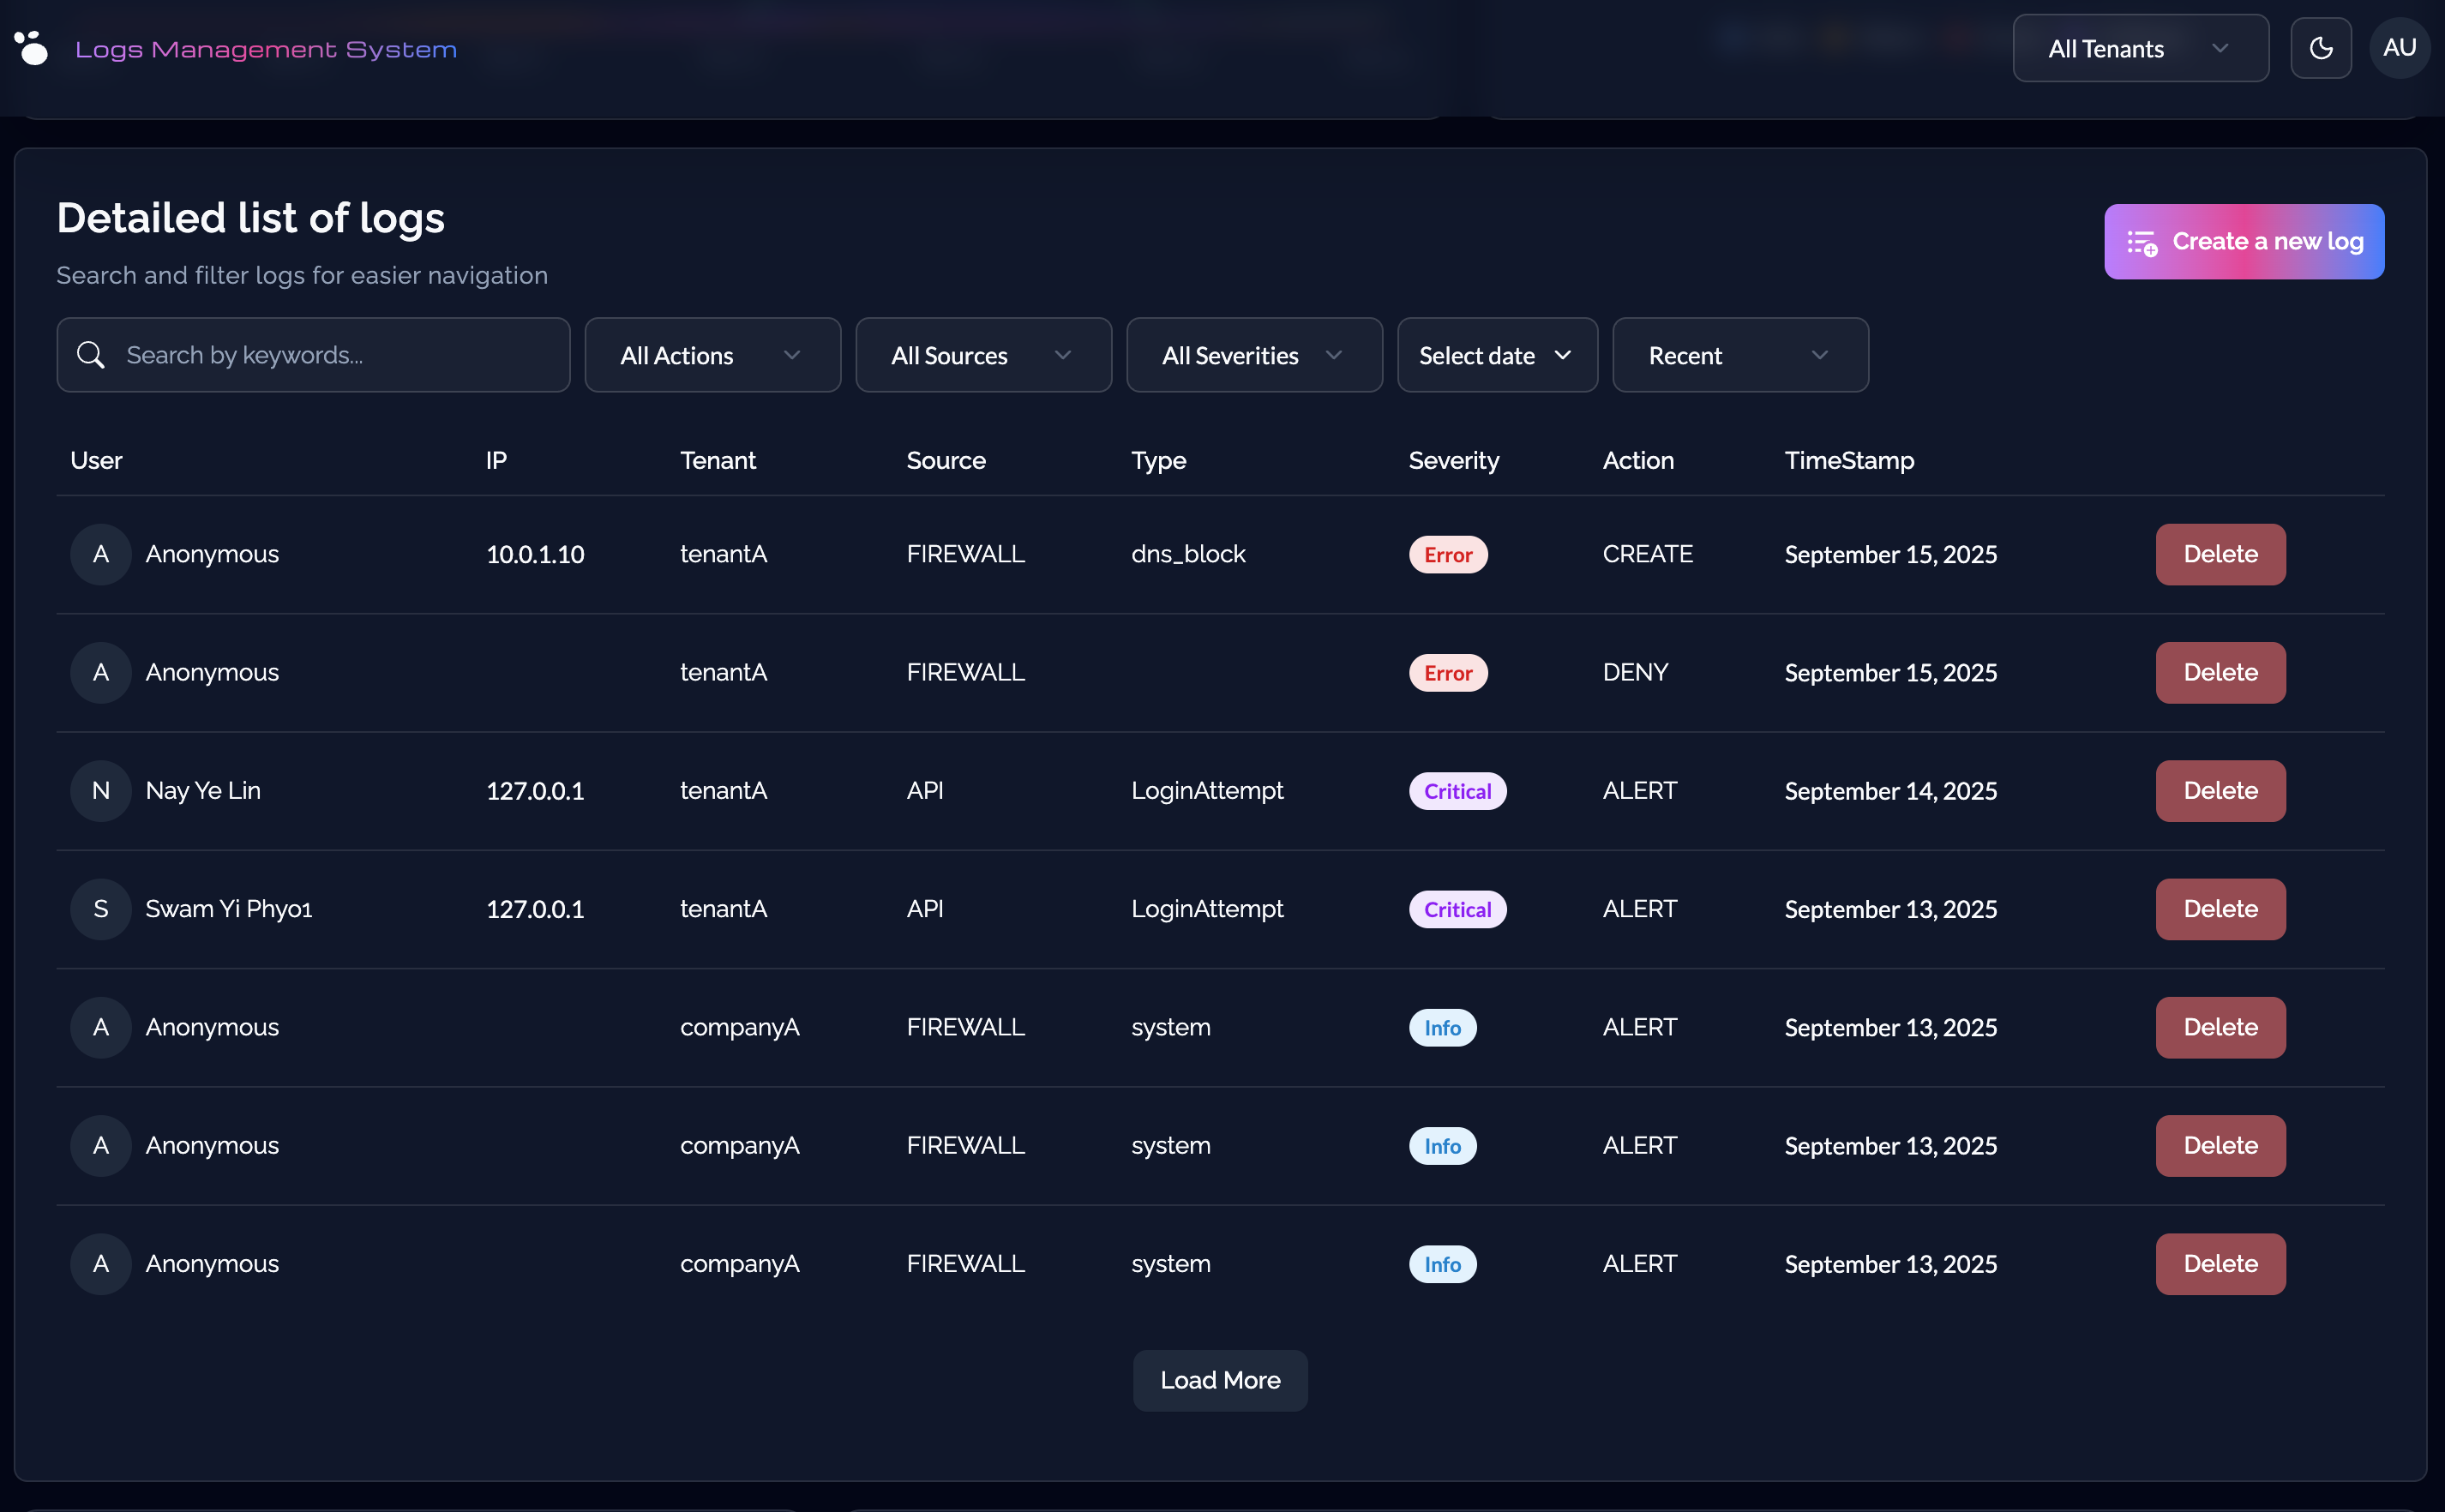 Logs Management System
All Tenants
AU
Detailed list of logs
Search and filter logs for easier navigation
Create a new log
Search by keywords...
All Actions
All Sources
All Severities
Select date
Recent
User IP Tenant Source Type Severity Action TimeStamp
A Anonymous 10.0.1.10 tenantA FIREWALL dns_block Error CREATE September 15, 2025 Delete
A Anonymous tenantA FIREWALL Error DENY September 15, 2025 Delete
N Nay Ye Lin 127.0.0.1 tenantA API LoginAttempt Critical ALERT September 14, 2025 Delete
S Swam Yi Phyo1 127.0.0.1 tenantA API LoginAttempt Critical ALERT September 13, 2025 Delete
A Anonymous companyA FIREWALL system Info ALERT September 13, 2025 Delete
A Anonymous companyA FIREWALL system Info ALERT September 13, 2025 Delete
A Anonymous companyA FIREWALL system Info ALERT September 13, 2025 Delete
Load More